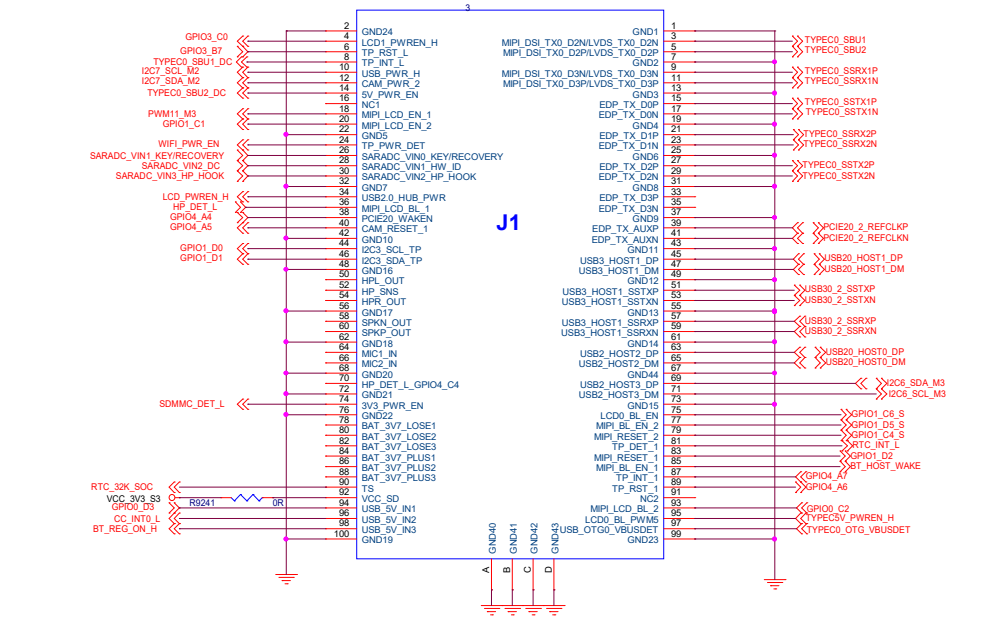 3
2 GND24 GND1 1
GPIO3_C0 4 LCD1_PWREN_H MIPI_DSI_TX0_D2N/LVDS_TX0_D2N 3 TYPEC0_SBU1
GPIO3_B7 6 TP_RST_L MIPI_DSI_TX0_D2P/LVDS_TX0_D2P 5 TYPEC0_SBU2
TYPEC0_SBU1_DC 8 TP_INT_L GND2 7
I2C7_SCL_M2 10 USB_PWR_H MIPI_DSI_TX0_D3N/LVDS_TX0_D3N 9 TYPEC0_SSRX1P
I2C7_SDA_M2 12 CAM_PWR_2 MIPI_DSI_TX0_D3P/LVDS_TX0_D3P 11 TYPEC0_SSRX1N
TYPEC0_SBU2_DC 14 5V_PWR_EN GND3 13
16 NC1 EDP_TX_D0P 15 TYPEC0_SSTX1P
PWM11_M3 18 MIPI_LCD_EN_1 EDP_TX_D0N 17 TYPEC0_SSTX1N
GPIO1_C1 20 MIPI_LCD_EN_2 GND4 19
22 GND5 EDP_TX_D1P 21 TYPEC0_SSRX2P
WIFI_PWR_EN 24 TP_PWR_DET EDP_TX_D1N 23 TYPEC0_SSRX2N
SARADC_VIN1_KEY/RECOVERY 26 SARADC_VIN0_KEY/RECOVERY GND6 25
SARADC_VIN2_DC 28 SARADC_VIN1_HW_ID EDP_TX_D2P 27 TYPEC0_SSTX2P
SARADC_VIN3_HP_HOOK 30 SARADC_VIN2_HP_HOOK EDP_TX_D2N 29 TYPEC0_SSTX2N
32 GND7 GND8 31
LCD_PWREN_H 34 USB2.0_HUB_PWR EDP_TX_D3P 33
HP_DET_L 36 MIPI_LCD_BL_1 EDP_TX_D3N 35
GPIO4_A4 38 PCIE20_WAKEN GND9 37
GPIO4_A5 40 CAM_RESET_1 EDP_TX_AUXP 39 PCIE20_2_REFCLKP
J1
42 GND10 EDP_TX_AUXN 41 PCIE20_2_REFCLKN
GPIO1_D0 44 I2C3_SCL_TP GND11 43
GPIO1_D1 46 I2C3_SDA_TP USB3_HOST1_DP 45 USB20_HOST1_DP
48 GND16 USB3_HOST1_DM 47 USB20_HOST1_DM
50 HPL_OUT GND12 49
52 HP_SNS USB3_HOST1_SSTXP 51 USB30_2_SSTXP
54 HPR_OUT USB3_HOST1_SSTXN 53 USB30_2_SSTXN
56 GND17 GND13 55
58 SPKN_OUT USB3_HOST1_SSRXP 57 USB30_2_SSRXP
60 SPKP_OUT USB3_HOST1_SSRXN 59 USB30_2_SSRXN
62 GND18 GND14 61
64 MIC1_IN USB2_HOST2_DP 63 USB20_HOST0_DP
66 MIC2_IN USB2_HOST2_DM 65 USB20_HOST0_DM
68 GND20 GND44 67
70 HP_DET_L_GPIO4_C4 USB2_HOST3_DP 69 I2C6_SDA_M3
72 GND21 USB2_HOST3_DM 71 I2C6_SCL_M3
SDMMC_DET_L 74 3V3_PWR_EN GND15 73
76 GND22 LCD0_BL_EN 75 GPIO1_C6_S
78 BAT_3V7_LOSE1 MIPI_BL_EN_2 77 GPIO1_D5_S
80 BAT_3V7_LOSE2 MIPI_RESET_2 79 GPIO1_C4_S
82 BAT_3V7_LOSE3 TP_DET_1 81 RTC_INT_L
84 BAT_3V7_PLUS1 MIPI_RESET_1 83 GPIO1_D2
86 BAT_3V7_PLUS2 MIPI_BL_EN_1 85 BT_HOST_WAKE
88 BAT_3V7_PLUS3 TP_INT_1 87 GPIO4_A7
RTC_32K_SOC 90 TS TP_RST_1 89 GPIO4_A6
VCC_3V3_S3 92 VCC_SD NC2 91
GPIO0_D3 R9241 0R 94 USB_5V_IN1 MIPI_LCD_BL_2 93 GPIO0_C2
CC_INT0_L 96 USB_5V_IN2 LCD0_BL_PWM5 95 TYPEC5V_PWREN_H
BT_REG_ON_H 98 USB_5V_IN3 USB_OTG0_VBUSDET 97 TYPEC0_OTG_VBUSDET
100 GND19 GND23 99
GND40 GND41 GND42 GND43
A B C D